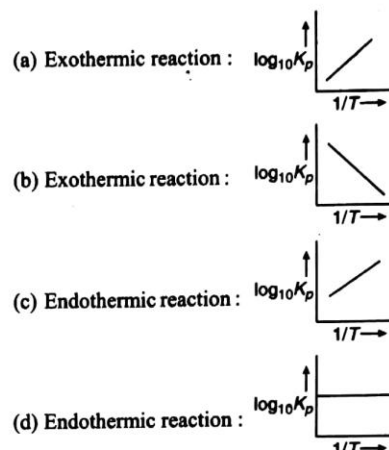 (a) Exothermic reaction : log₁₀Kₚ
1/T
(b) Exothermic reaction : log₁₀Kₚ
1/T
(c) Endothermic reaction : log₁₀Kₚ
1/T
(d) Endothermic reaction : log₁₀Kₚ
1/T